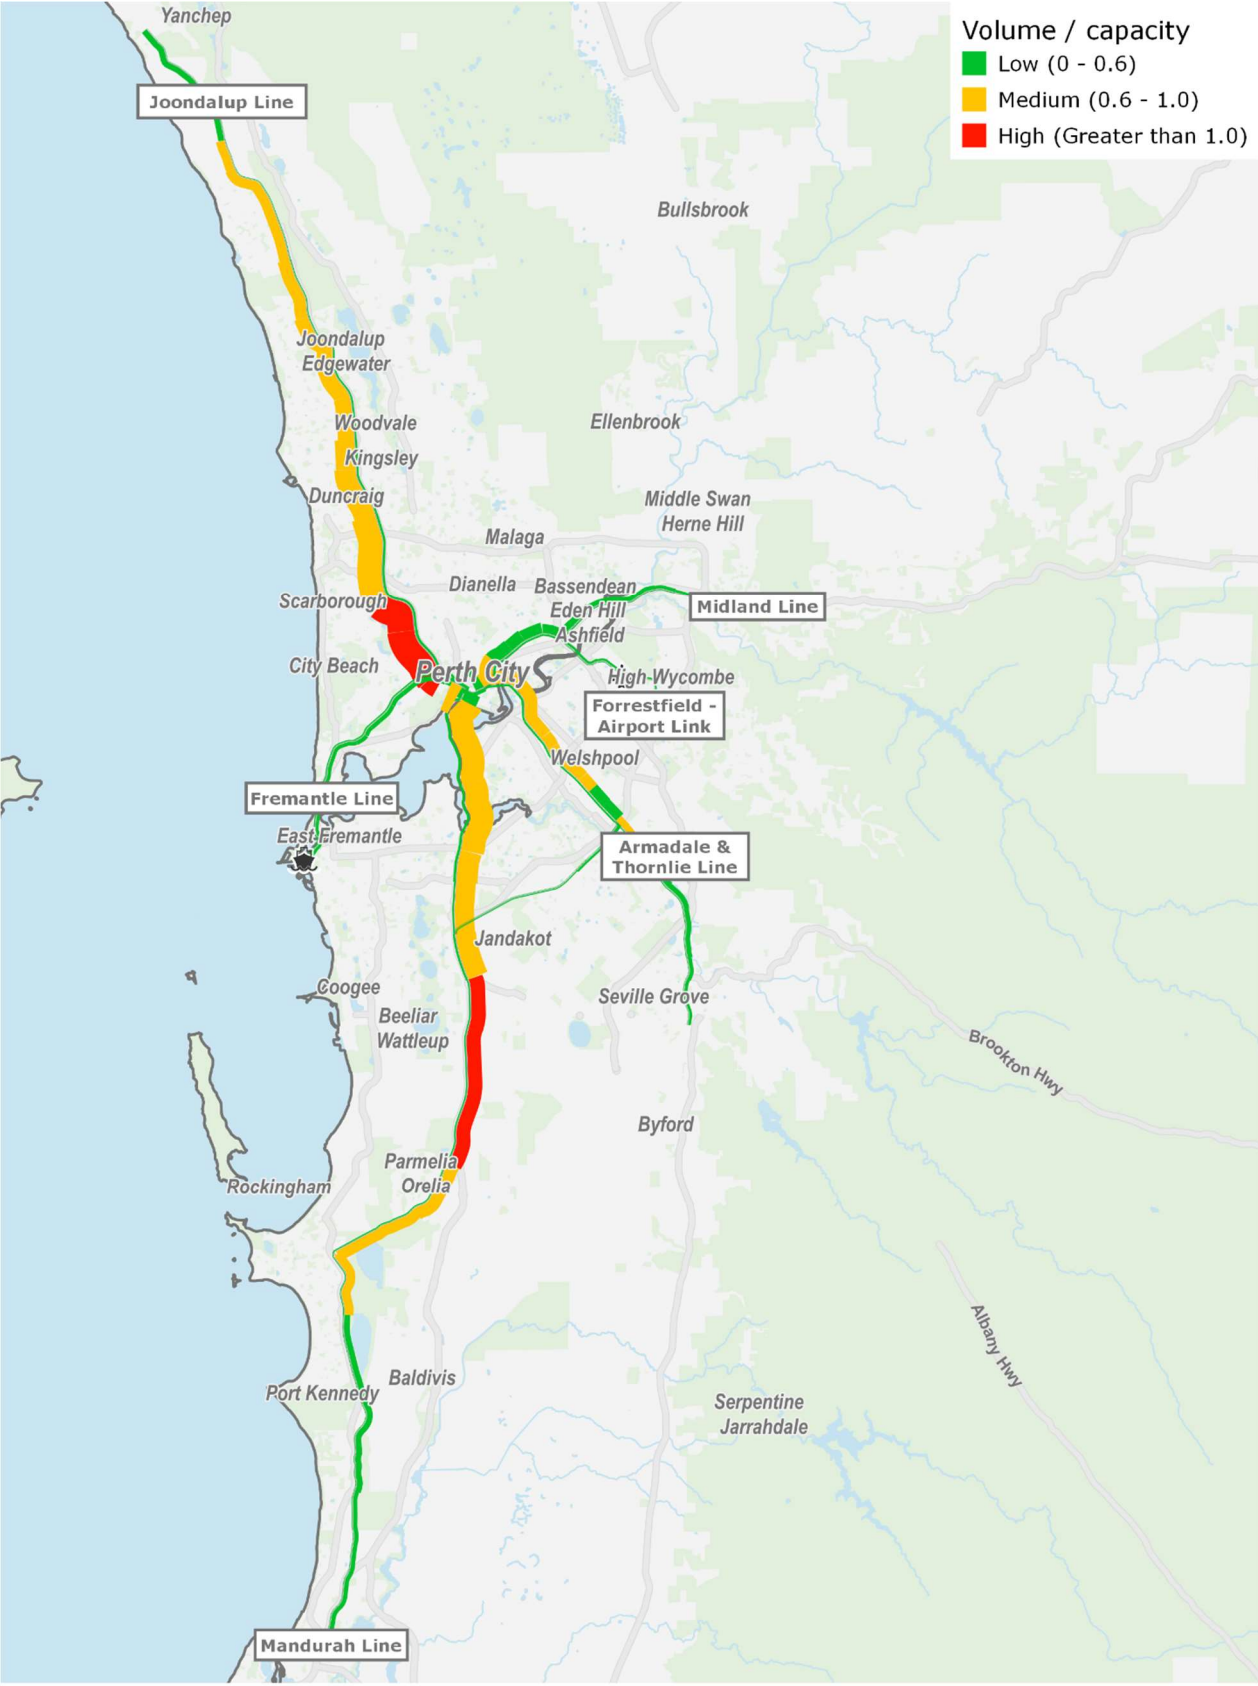 Yanchep
Volume / capacity
Low (0 - 0.6)
Medium (0.6 - 1.0)
High (Greater than 1.0)
Joondalup Line
Bullsbrook
Joondalup
Edgewater
Woodvale
Ellenbrook
Kingsley
Duncraig
Middle Swan
Herne Hill
Malaga
Dianella
Bassendean
Scarborough
Eden Hill
Midland Line
Ashfield
City Beach
Perth City
High Wycombe
Forrestfield -
Airport Link
Welshpool
Fremantle Line
East Fremantle
Armadale &
Thornlie Line
Jandakot
Coogee
Seville Grove
Beeliar
Wattleup
Brookton Hwy
Byford
Parmelia
Orelia
Rockingham
Albany Hwy
Baldivis
Port Kennedy
Serpentine
Jarrahdale
Mandurah Line